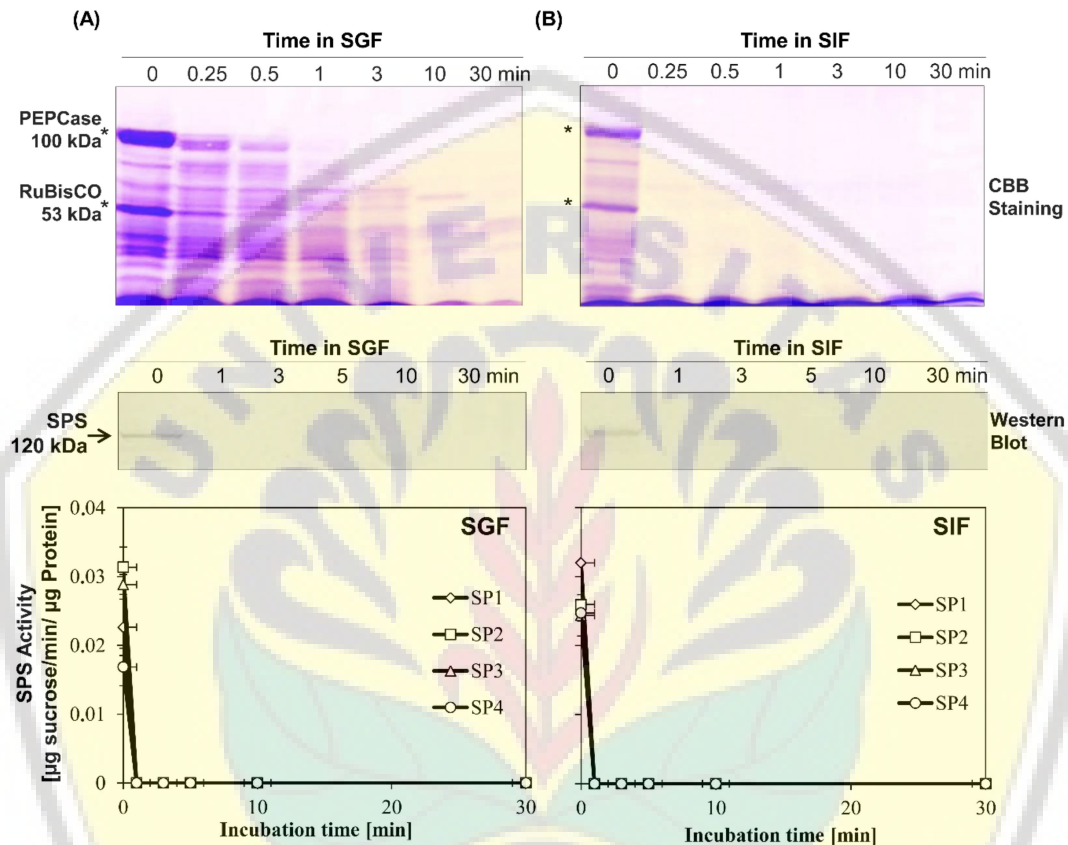 (A)
Time in SGF
0 0.25 0.5 1 3 10 30 min
PEPCase
100 kDa*
RuBisCO
53 kDa*
(B)
Time in SIF
0 0.25 0.5 1 3 10 30 min
*
*
CBB
Staining
Time in SGF
0 1 3 5 10 30 min
SPS
120 kDa
Time in SIF
0 1 3 5 10 30 min
Western
Blot
UNIVERSITAS
SPS Activity
[µg sucrose/min/ µg Protein]
0.04
0.03
0.02
0.01
0
SGF
SP1
SP2
SP3
SP4
0 10 20 30
Incubation time [min]
SIF
SP1
SP2
SP3
SP4
0 10 20 30
Incubation time [min]